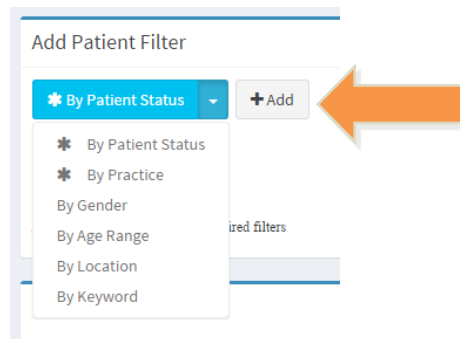 Add Patient Filter
✱ By Patient Status
+ Add
✱ By Patient Status
✱ By Practice
By Gender
filters
By Age Range
By Location
By Keyword